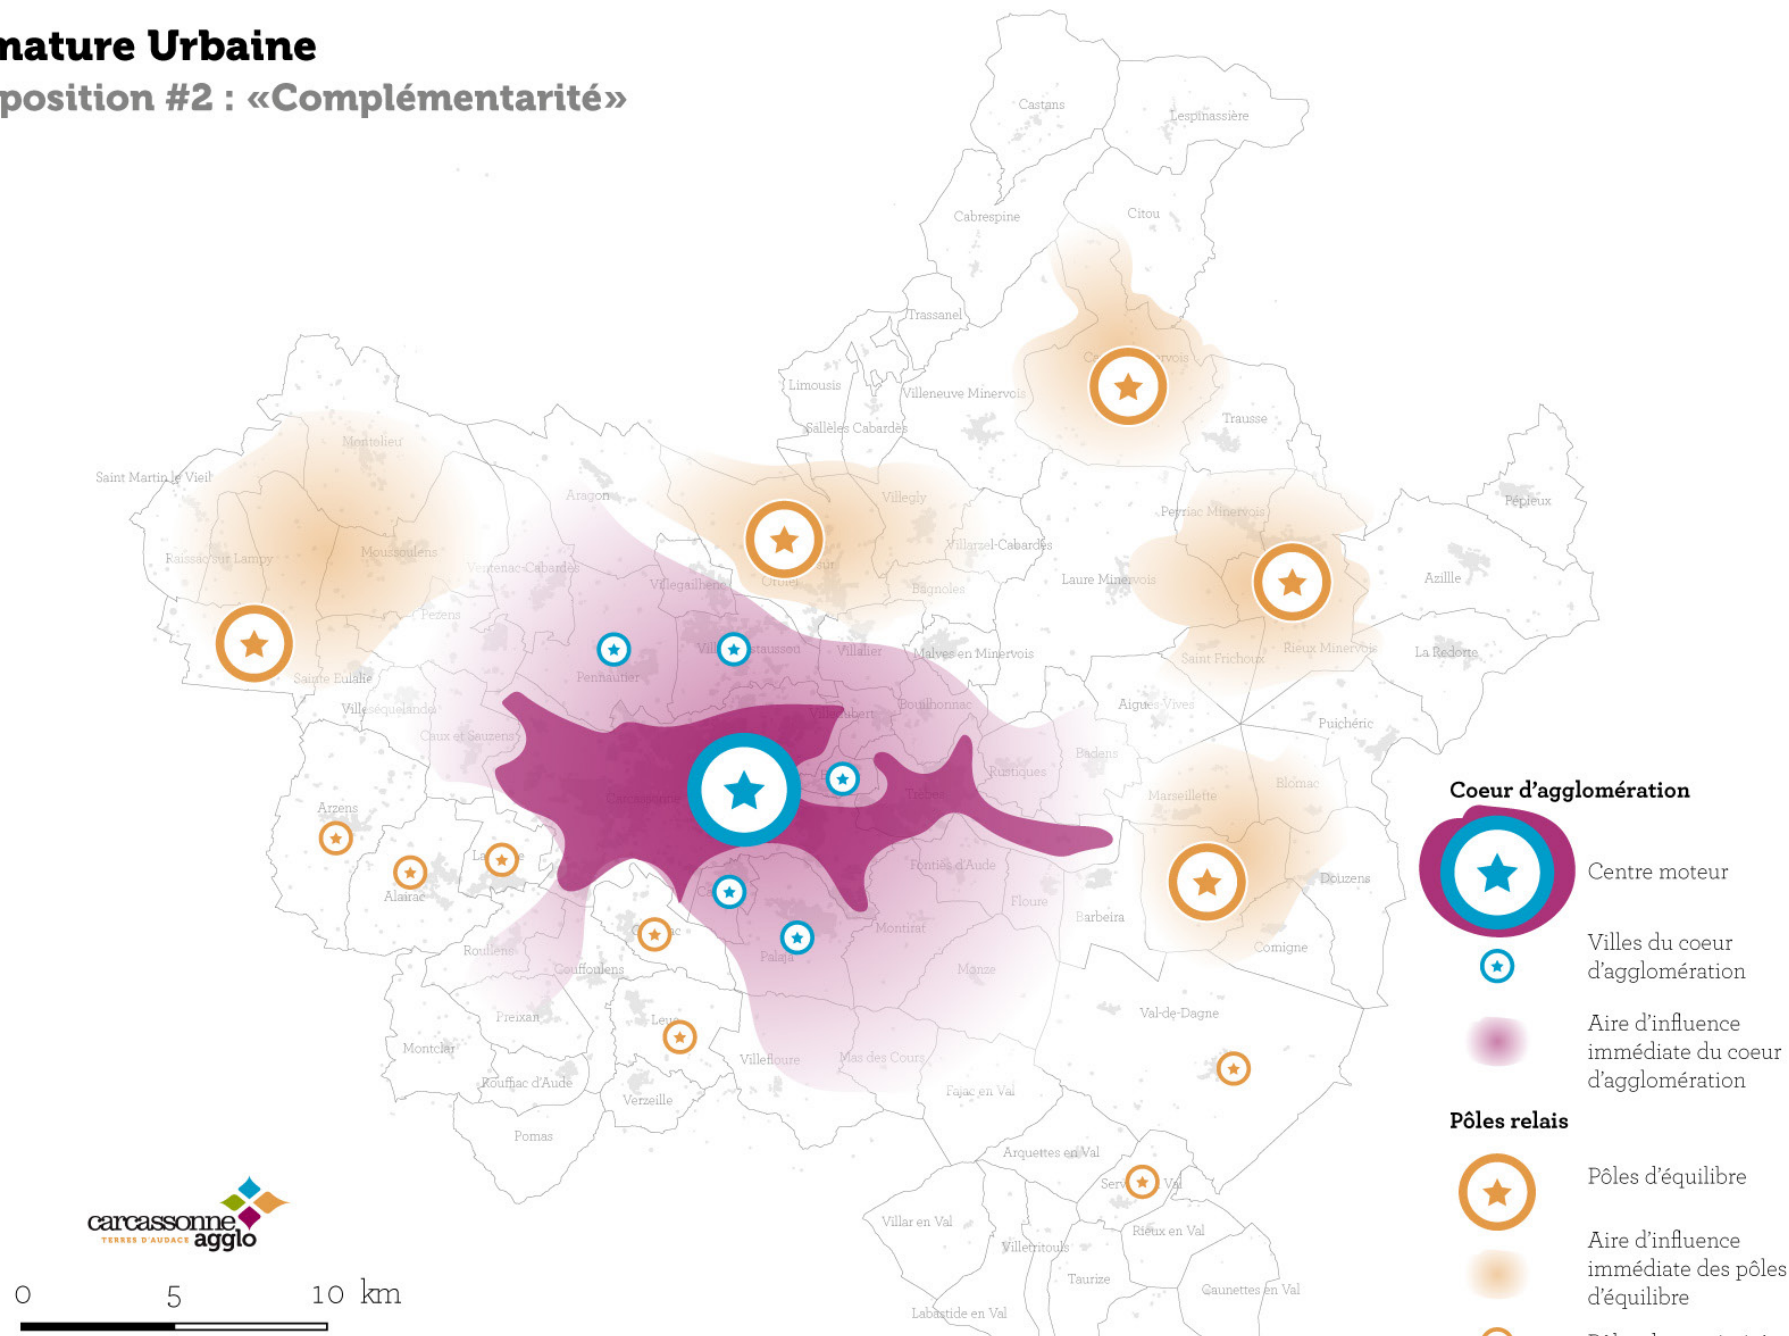 mature Urbaine
position #2 : «Complémentarité»
Castans
Lespinassière
Cabrespine
Citou
Trassanel
Limousis
Villeneuve Minervois
Sallèles Cabardès
Trausse
Montolieu
Saint Martin le Vieil
Aragon
Villegly
Peyriac Minervois
Pépieux
Raissac sur Lampy
Moussoulens
Ventenac-Cabardès
Villegailhenc
Villarzel-Cabardès
Laure Minervois
Azillle
Bagnoles
Pezens
Villalier
Malves en Minervois
Saint Frichoux
Rieux Minervois
La Redorte
Sainte Eulalie
Pennautier
Villeséquelande
Bouilhonnac
Aigues-Vives
Puichéric
Caux et Sauzens
Badens
Rustiques
Blomac
Marseillette
Carcassonne
Trèbes
Arzens
Fontiès d'Aude
Alairac
Floure
Barbeira
Douzens
Montirat
Comigne
Roullens
Palaja
Couffoulens
Monze
Preixan
Val-de-Dagne
Montclar
Villefloure
Mas des Cours
Rouffiac d'Aude
Fajac en Val
Verzeille
Pomas
Arquettes en Val
Villar en Val
Rieux en Val
Villetritouls
Taurize
Caunettes en Val
Labastide en Val
Coeur d'agglomération
Centre moteur
Villes du coeur
d'agglomération
Aire d'influence
immédiate du coeur
d'agglomération
Pôles relais
Pôles d'équilibre
Aire d'influence
immédiate des pôles
d'équilibre
carcassonne
TERRES D'AUDACE agglo
0 5 10 km